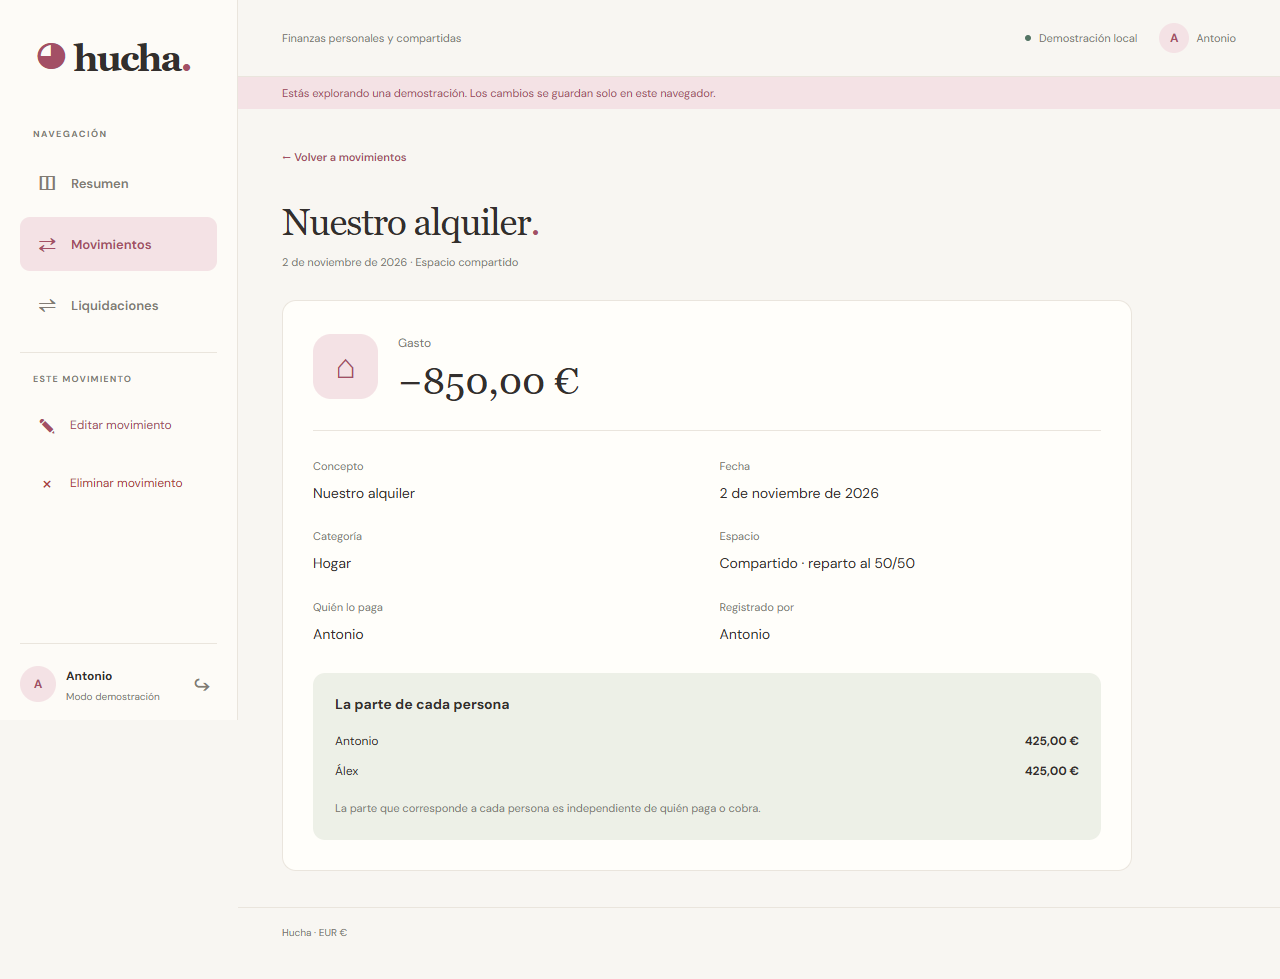 hucha.
NAVEGACIÓN
Resumen
Movimientos
Liquidaciones
ESTE MOVIMIENTO
Editar movimiento
Eliminar movimiento
A
Antonio
Modo demostración
Finanzas personales y compartidas
Demostración local
A
Antonio
Estás explorando una demostración. Los cambios se guardan solo en este navegador.
← Volver a movimientos
Nuestro alquiler.
2 de noviembre de 2026 · Espacio compartido
Gasto
−850,00 €
Concepto
Nuestro alquiler
Fecha
2 de noviembre de 2026
Categoría
Hogar
Espacio
Compartido · reparto al 50/50
Quién lo paga
Antonio
Registrado por
Antonio
La parte de cada persona
Antonio 425,00 €
Álex 425,00 €
La parte que corresponde a cada persona es independiente de quién paga o cobra.
Hucha · EUR €